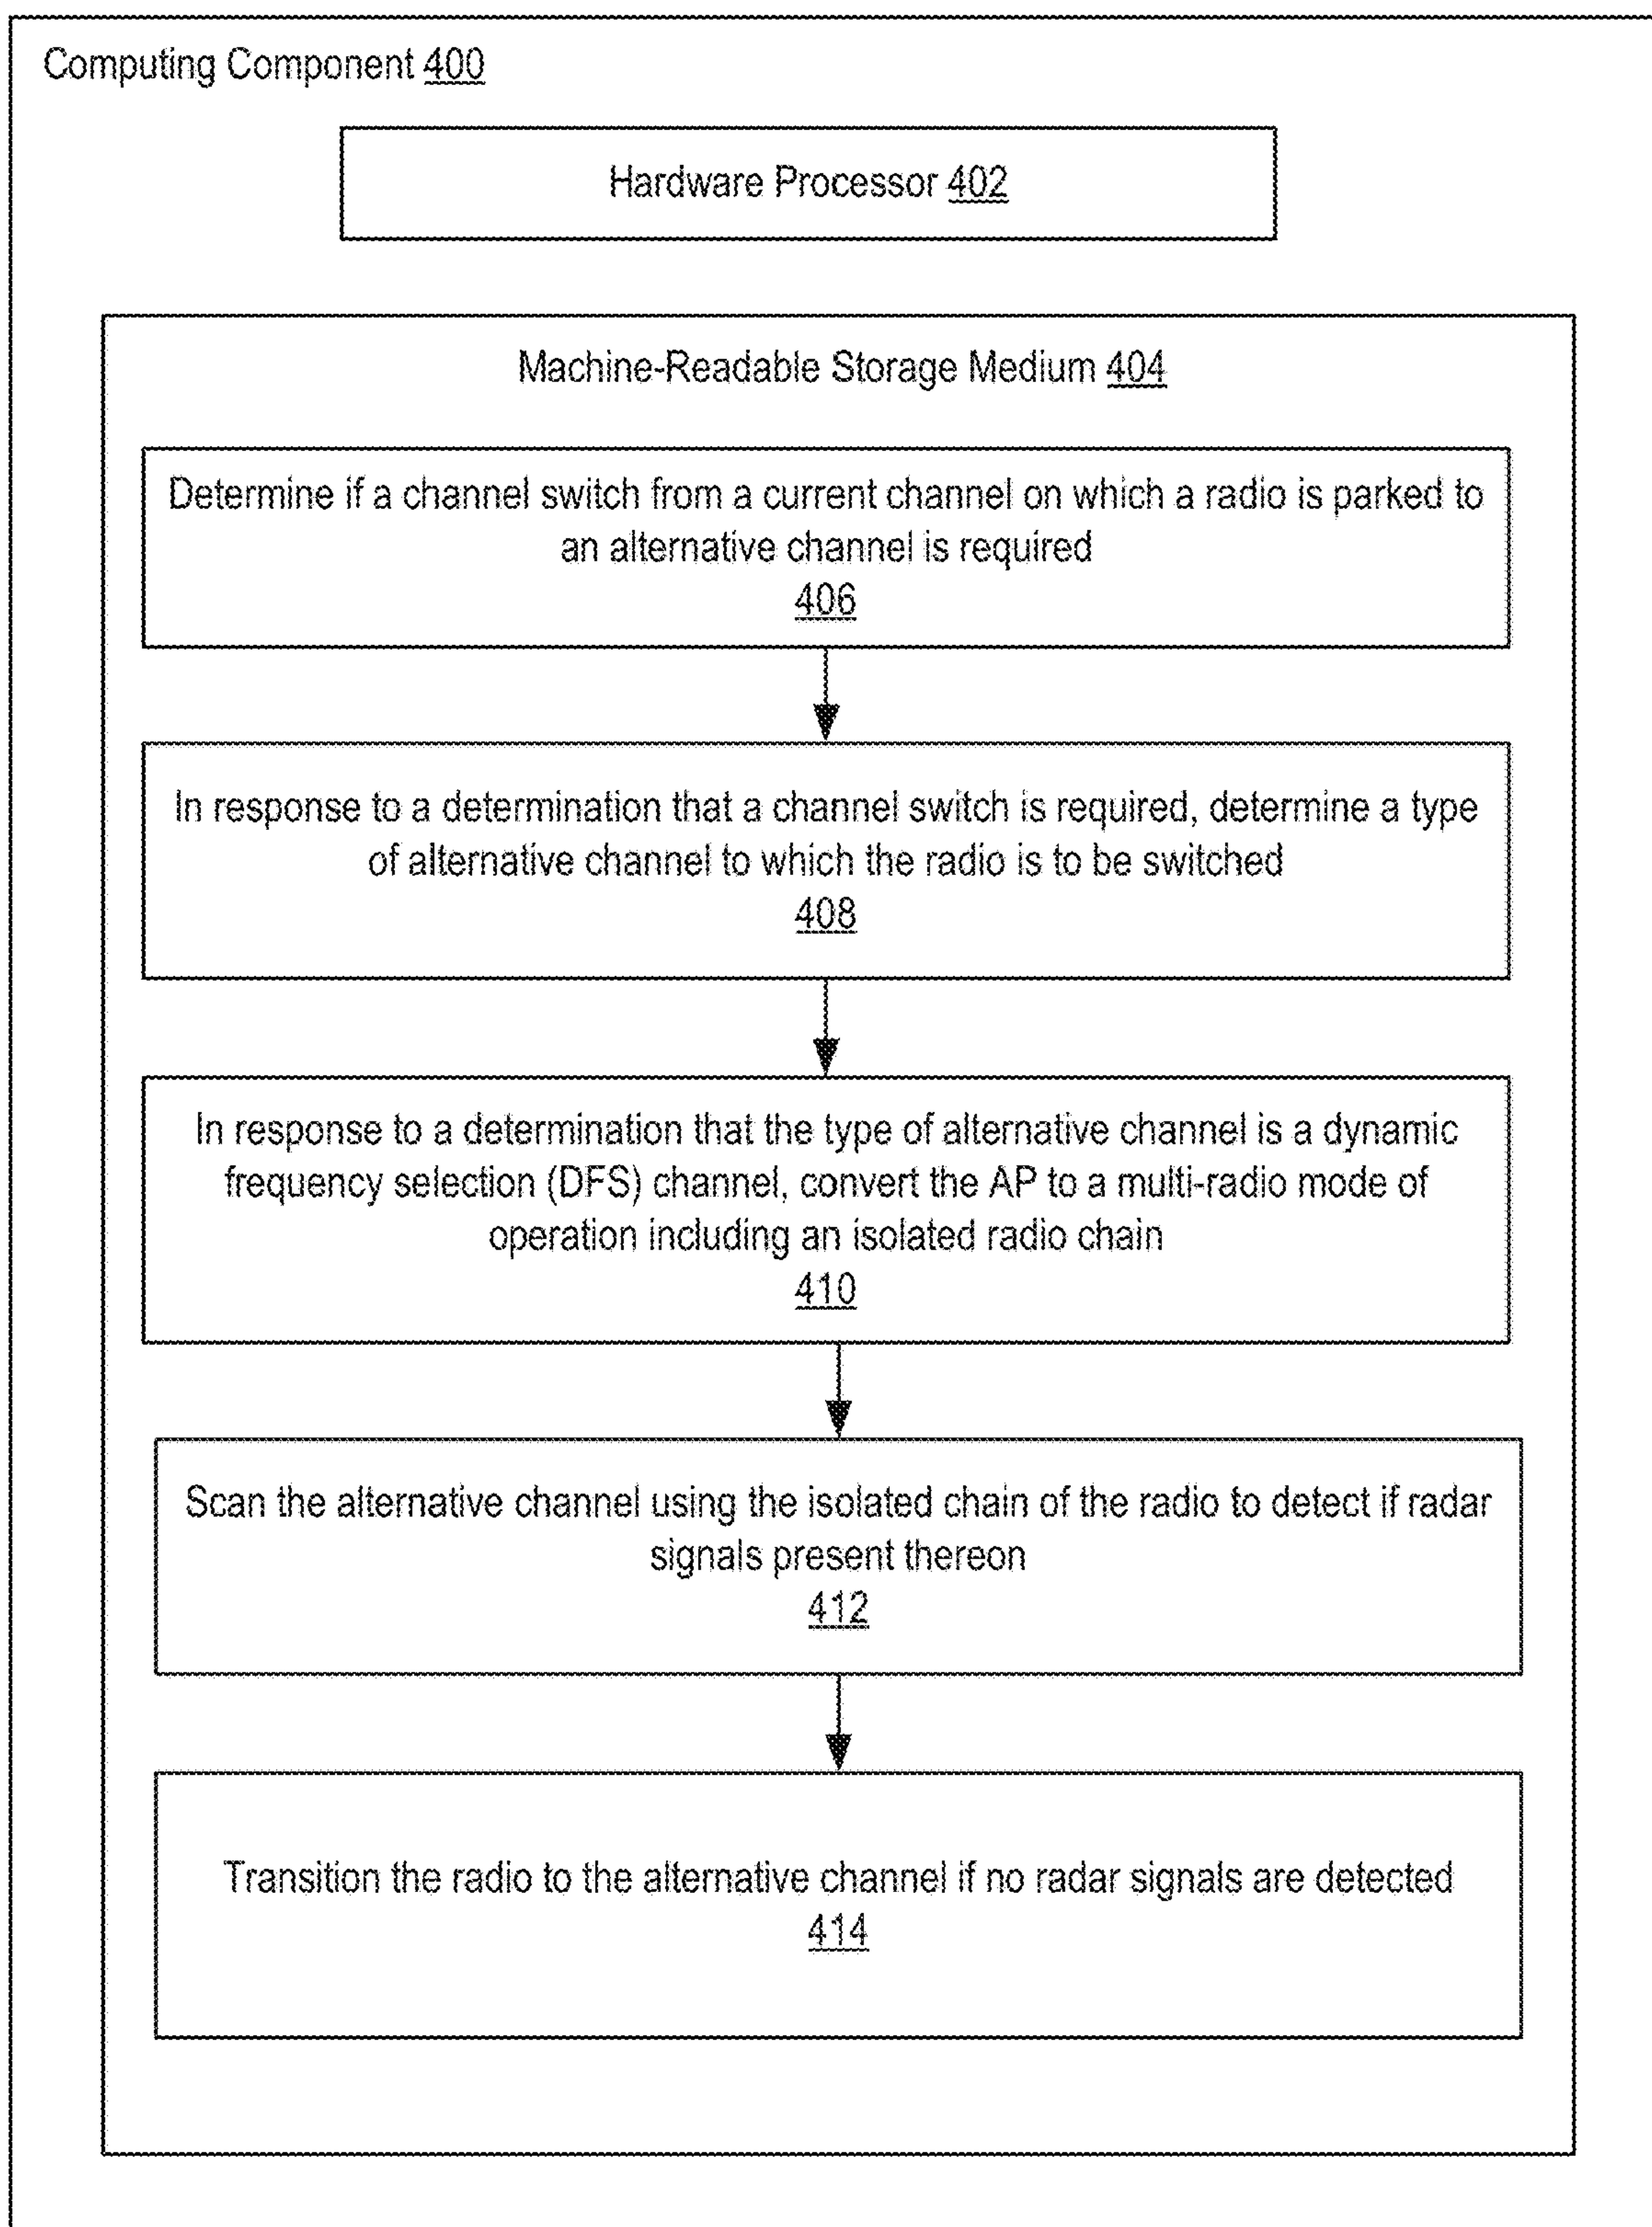 Computing Component 400
Hardware Processor 402
Machine-Readable Storage Medium 404
Determine if a channel switch from a current channel on which a radio is parked to
an alternative channel is required
406
In response to a determination that a channel switch is required, determine a type
of alternative channel to which the radio is to be switched
408
In response to a determination that the type of alternative channel is a dynamic
frequency selection (DFS) channel, convert the AP to a multi-radio mode of
operation including an isolated radio chain
410
Scan the alternative channel using the isolated chain of the radio to detect if radar
signals present thereon
412
Transition the radio to the alternative channel if no radar signals are detected
414